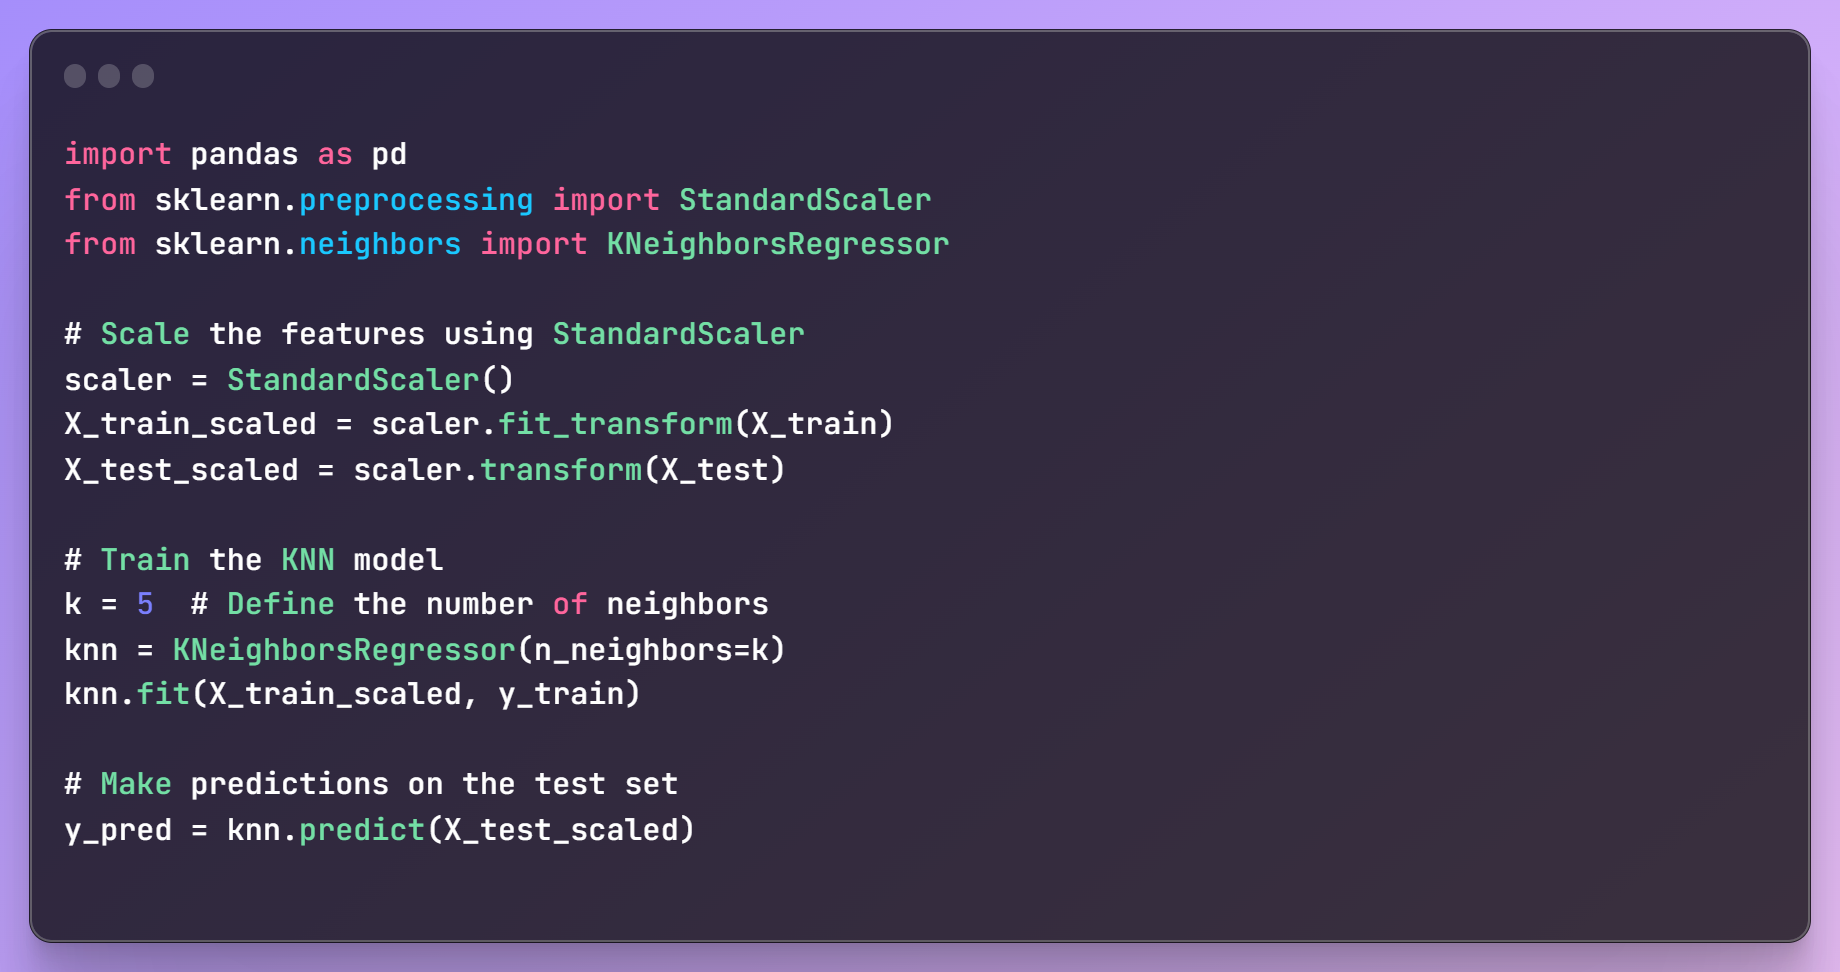 import pandas as pd
from sklearn.preprocessing import StandardScaler
from sklearn.neighbors import KNeighborsRegressor

# Scale the features using StandardScaler
scaler = StandardScaler()
X_train_scaled = scaler.fit_transform(X_train)
X_test_scaled = scaler.transform(X_test)

# Train the KNN model
k = 5  # Define the number of neighbors
knn = KNeighborsRegressor(n_neighbors=k)
knn.fit(X_train_scaled, y_train)

# Make predictions on the test set
y_pred = knn.predict(X_test_scaled)